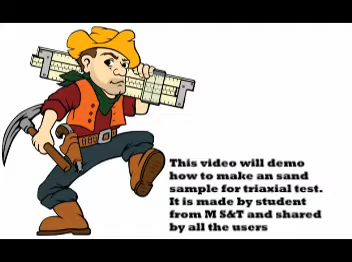 This video will demo
how to make an sand
sample for triaxial test.
It is made by student
from M S&T and shared
by all the users